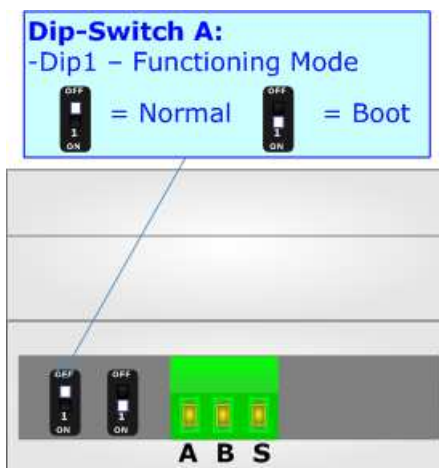 Dip-Switch A:
-Dip1 – Functioning Mode
OFF OFF
= Normal = Boot
1 1
ON ON
OFF OFF
1 1
ON ON
A B S